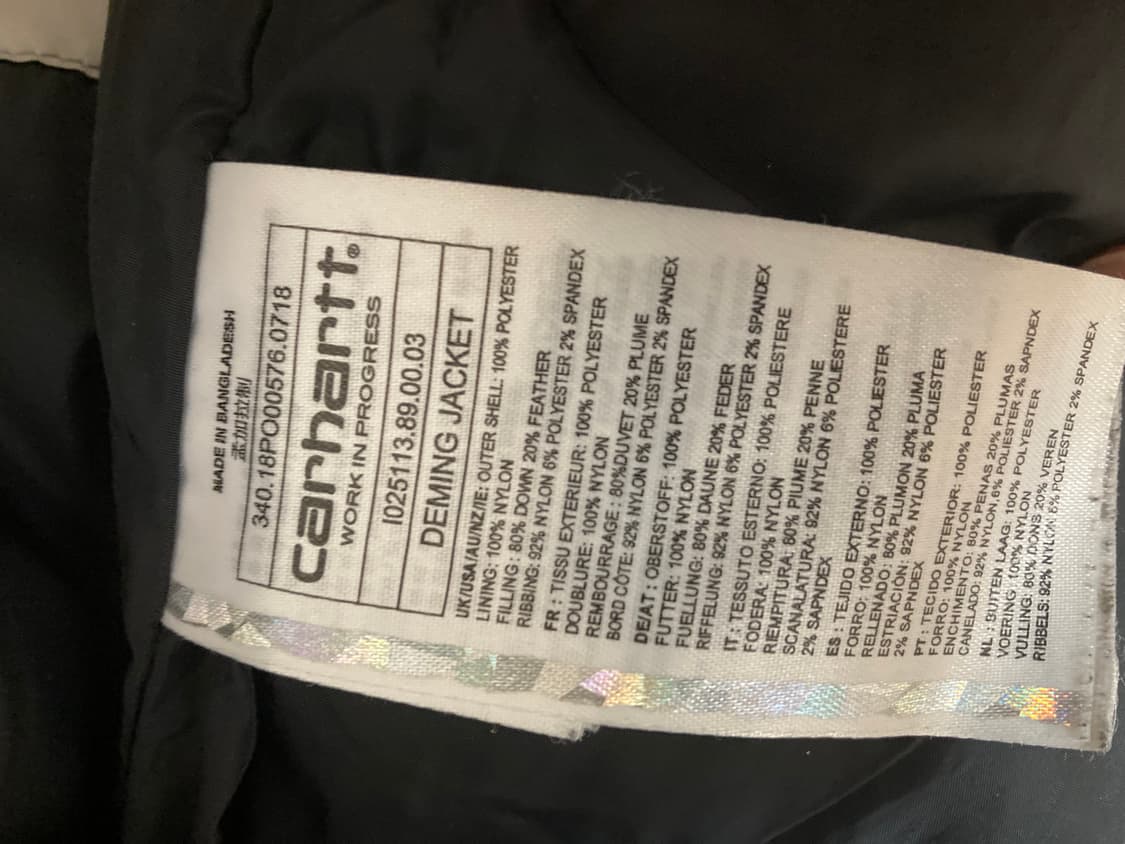 MADE IN BANGLADESH
孟加拉制
340.18PO00576.0718
carhartt®
WORK IN PROGRESS
I025113.89.00.03
DEMING JACKET
UK/USA/AU/NZ/IE: OUTER SHELL: 100% POLYESTER
LINING: 100% NYLON
FILLING : 80% DOWN 20% FEATHER
RIBBING: 92% NYLON 6% POLYESTER 2% SPANDEX
FR : TISSU EXTERIEUR: 100% POLYESTER
DOUBLURE: 100% NYLON
REMBOURRAGE : 80%DUVET 20% PLUME
BORD CÔTE: 92% NYLON 6% POLYESTER 2% SPANDEX
DE/AT : OBERSTOFF: 100% POLYESTER
FUTTER: 100% NYLON
FUELLUNG: 80% DAUNE 20% FEDER
RIFFELUNG: 92% NYLON 6% POLYESTER 2% SPANDEX
IT : TESSUTO ESTERNO: 100% POLIESTERE
FODERA: 100% NYLON
RIEMPITURA: 80% PIUME 20% PENNE
SCANALATURA: 92% NYLON 6% POLIESTERE
2% SAPNDEX
ES : TEJIDO EXTERNO: 100% POLIESTER
FORRO: 100% NYLON
RELLENADO: 80% PLUMON 20% PLUMA
ESTRIACIÓN: 92% NYLON 6% POLIESTER
2% SAPNDEX
PT : TECIDO EXTERIOR: 100% POLIESTER
FORRO: 100% NYLON
ENCHIMENTO: 80% PENAS 20% PLUMAS
CANELADO: 92% NYLON,6% POLIESTER 2% SAPNDEX
NL : BUITEN LAAG: 100% POLYESTER
VOERING: 100% NYLON
VULLING: 80% DONS 20% VEREN
RIBBELS: 92% NYLON 6% POLYESTER 2% SPANDEX